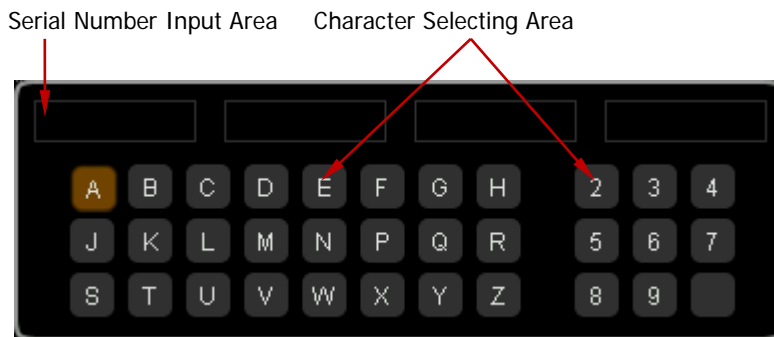 Serial Number Input Area Character Selecting Area
A B C D E F G H 2 3 4
J K L M N P Q R 5 6 7
S T U V W X Y Z 8 9